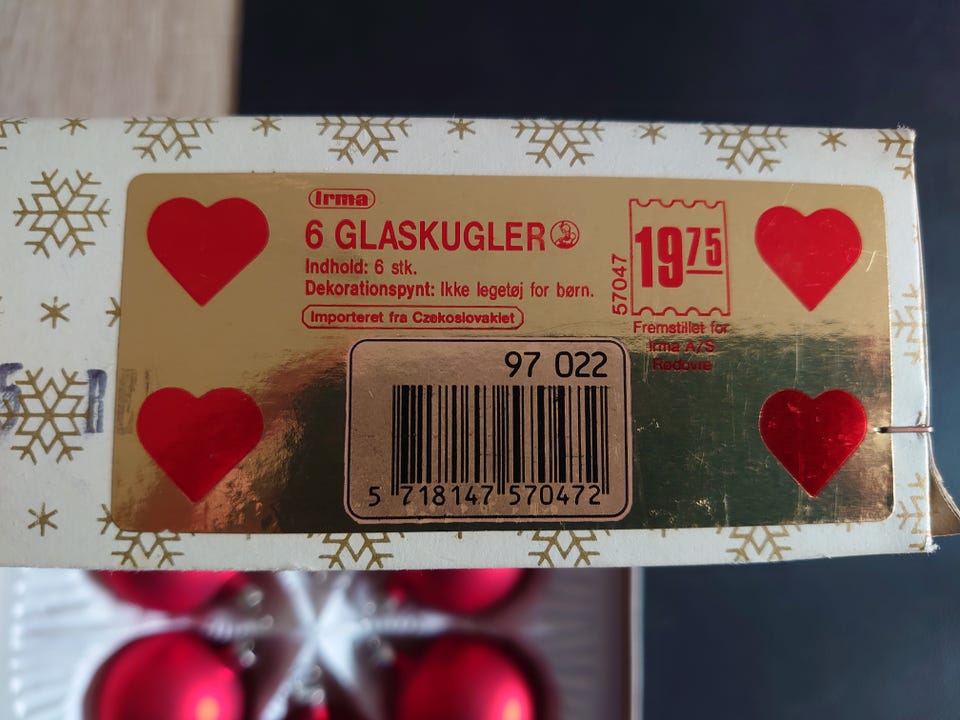 Irma
6 GLASKUGLER
Indhold: 6 stk.
Dekorationspynt: Ikke legetøj for børn.
Importeret fra Czekoslovakiet
57047
1975
Fremstillet for
Irma A/S
Rødovre
97 022
5 718147 570472